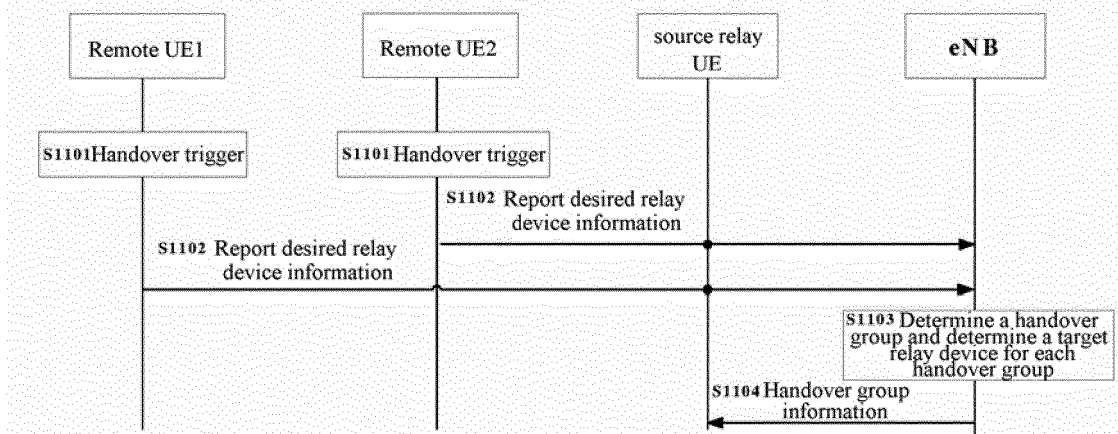 Remote UE1
Remote UE2
source relay
UE
eNB
S1101Handover trigger
S1101 Handover trigger
S1102 Report desired relay
device information
S1102 Report desired relay
device information
S1103 Determine a handover
group and determine a target
relay device for each
handover group
S1104 Handover group
information